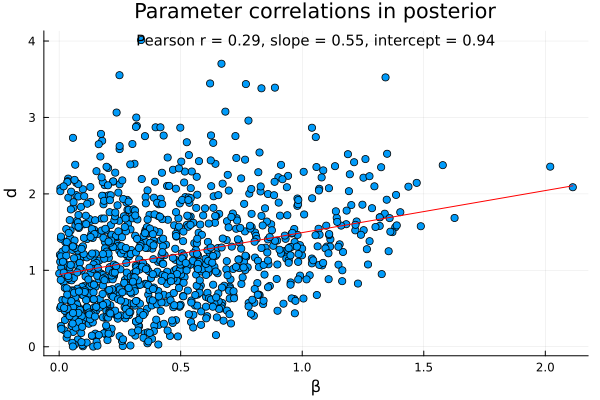 Parameter correlations in posterior
Pearson r = 0.29, slope = 0.55, intercept = 0.94
4
3
2
1
0
d
0.0
0.5
1.0
1.5
2.0
β